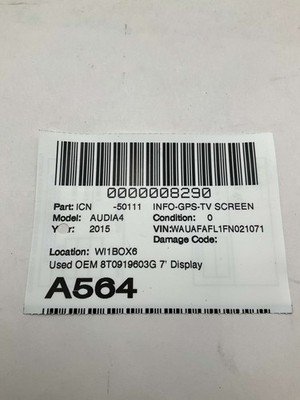 0000008290
Part: ICN -50111 INFO-GPS-TV SCREEN
Model: AUDIA4 Condition: 0
Year: 2015 VIN:WAUAFAFL1FN021071
Damage Code:
Location: WI1BOX6
Used OEM 8T0919603G 7' Display
A564